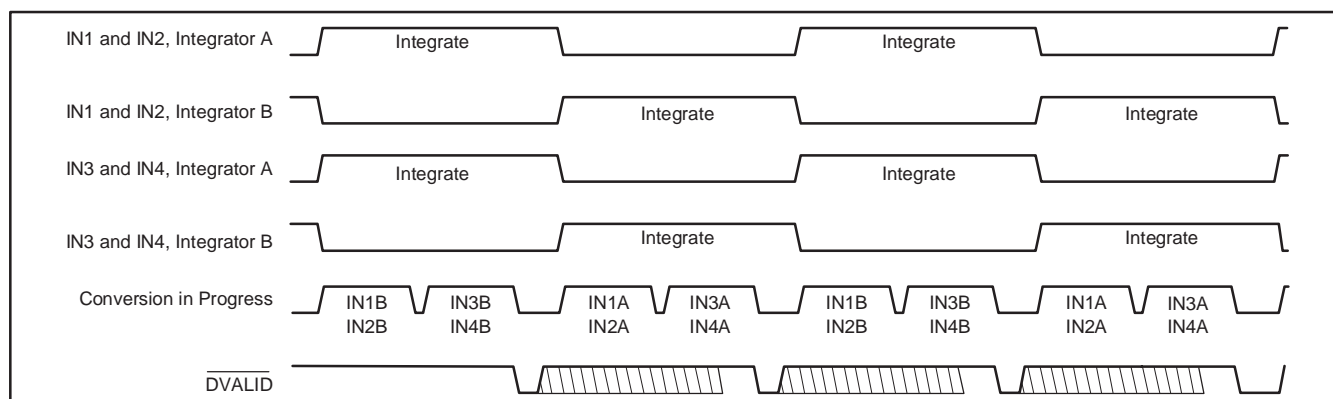 IN1 and IN2, Integrator A
Integrate
Integrate
IN1 and IN2, Integrator B
Integrate
Integrate
IN3 and IN4, Integrator A
Integrate
Integrate
IN3 and IN4, Integrator B
Integrate
Integrate
Conversion in Progress
IN1B
IN2B
IN3B
IN4B
IN1A
IN2A
IN3A
IN4A
IN1B
IN2B
IN3B
IN4B
IN1A
IN2A
IN3A
IN4A
DVALID